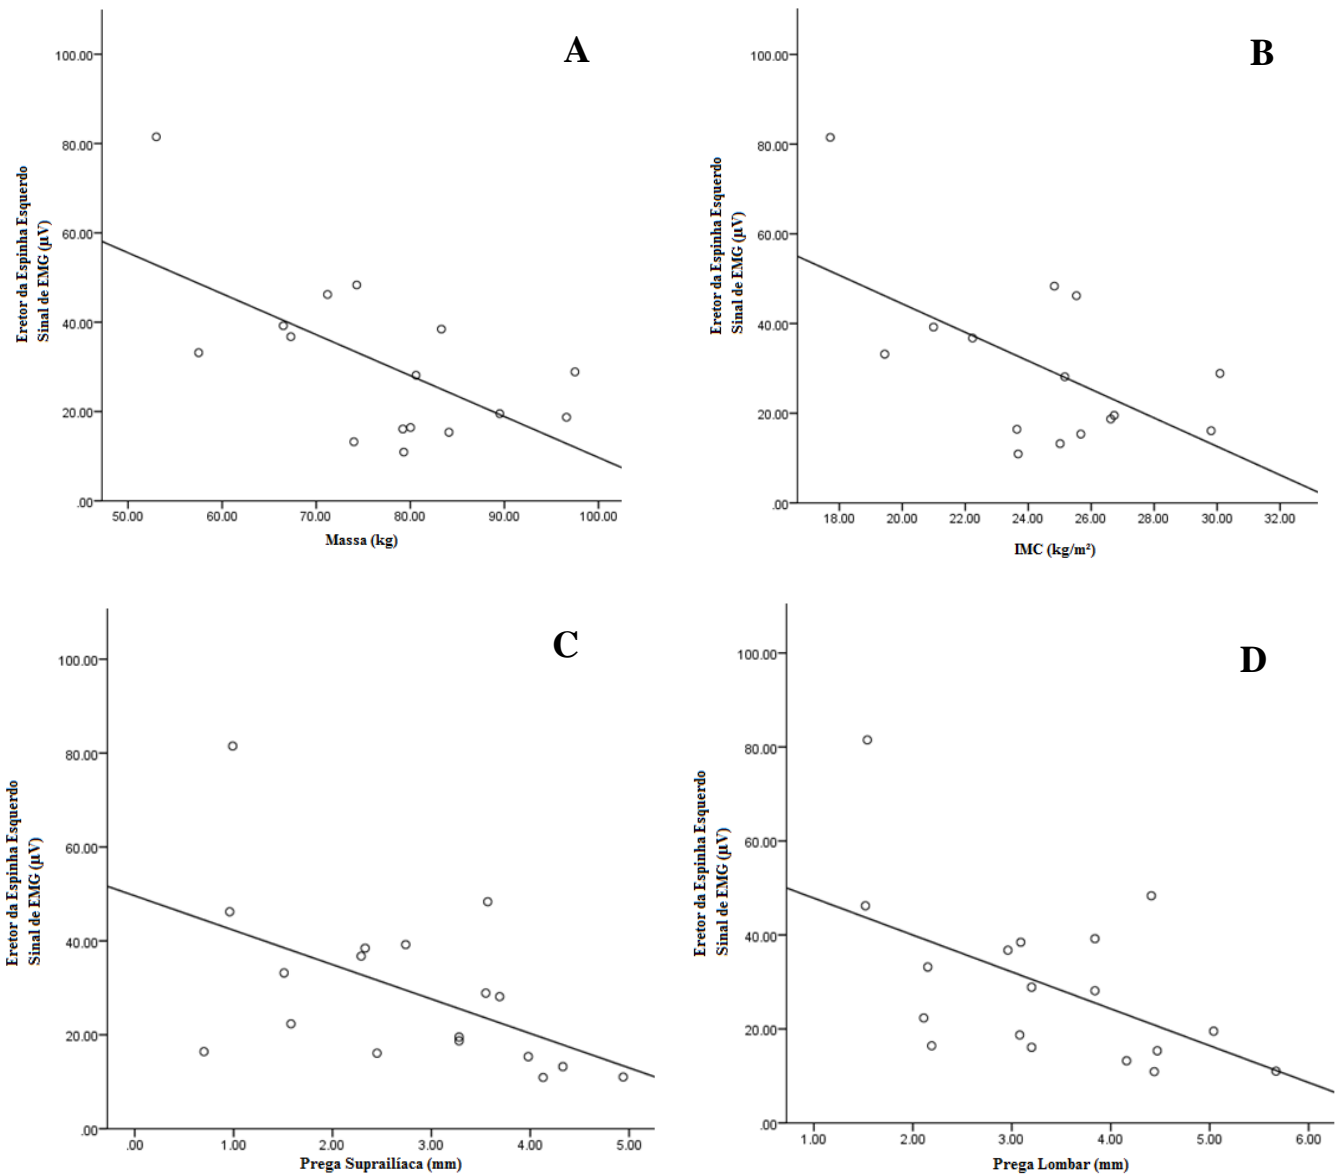 A
100.00
80.00
60.00
40.00
20.00
.00
Eretor da Espinha Esquerdo
Sinal de EMG (µV)
50.00 60.00 70.00 80.00 90.00 100.00
Massa (kg)
B
100.00
80.00
60.00
40.00
20.00
.00
Eretor da Espinha Esquerdo
Sinal de EMG (µV)
18.00 20.00 22.00 24.00 26.00 28.00 30.00 32.00
IMC (kg/m²)
C
100.00
80.00
60.00
40.00
20.00
.00
Eretor da Espinha Esquerdo
Sinal de EMG (µV)
.00 1.00 2.00 3.00 4.00 5.00
Prega Suprailíaca (mm)
D
100.00
80.00
60.00
40.00
20.00
.00
Eretor da Espinha Esquerdo
Sinal de EMG (µV)
1.00 2.00 3.00 4.00 5.00 6.00
Prega Lombar (mm)